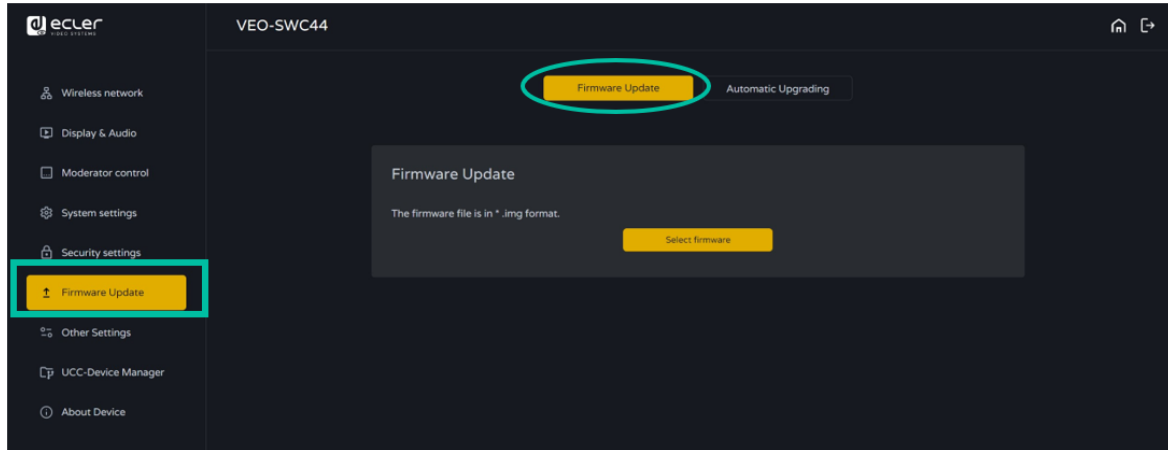 ecler
VIDEO SYSTEMS
VEO-SWC44
Wireless network
Display & Audio
Moderator control
System settings
Security settings
Firmware Update
Other Settings
UCC-Device Manager
About Device
Firmware Update
Automatic Upgrading
Firmware Update
The firmware file is in * .img format.
Select firmware